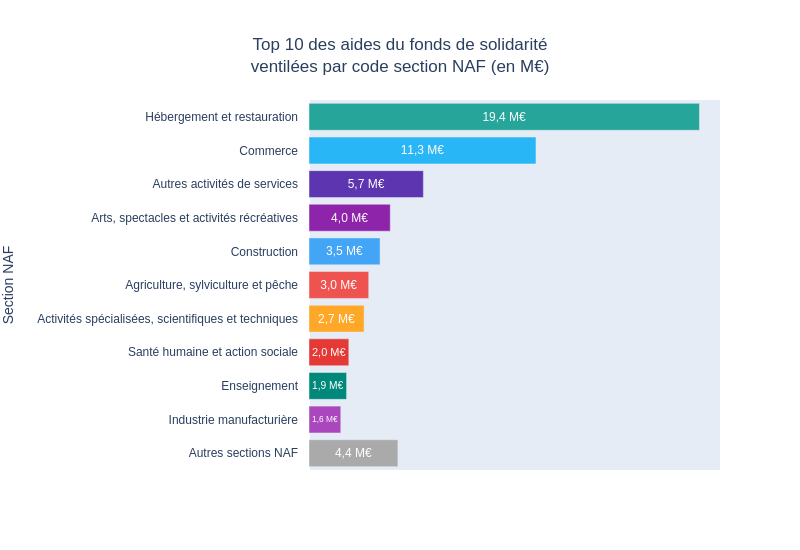 Top 10 des aides du fonds de solidarité
ventilées par code section NAF (en M€)
Section NAF
Hébergement et restauration 19,4 M€
Commerce 11,3 M€
Autres activités de services 5,7 M€
Arts, spectacles et activités récréatives 4,0 M€
Construction 3,5 M€
Agriculture, sylviculture et pêche 3,0 M€
Activités spécialisées, scientifiques et techniques 2,7 M€
Santé humaine et action sociale 2,0 M€
Enseignement 1,9 M€
Industrie manufacturière 1,6 M€
Autres sections NAF 4,4 M€